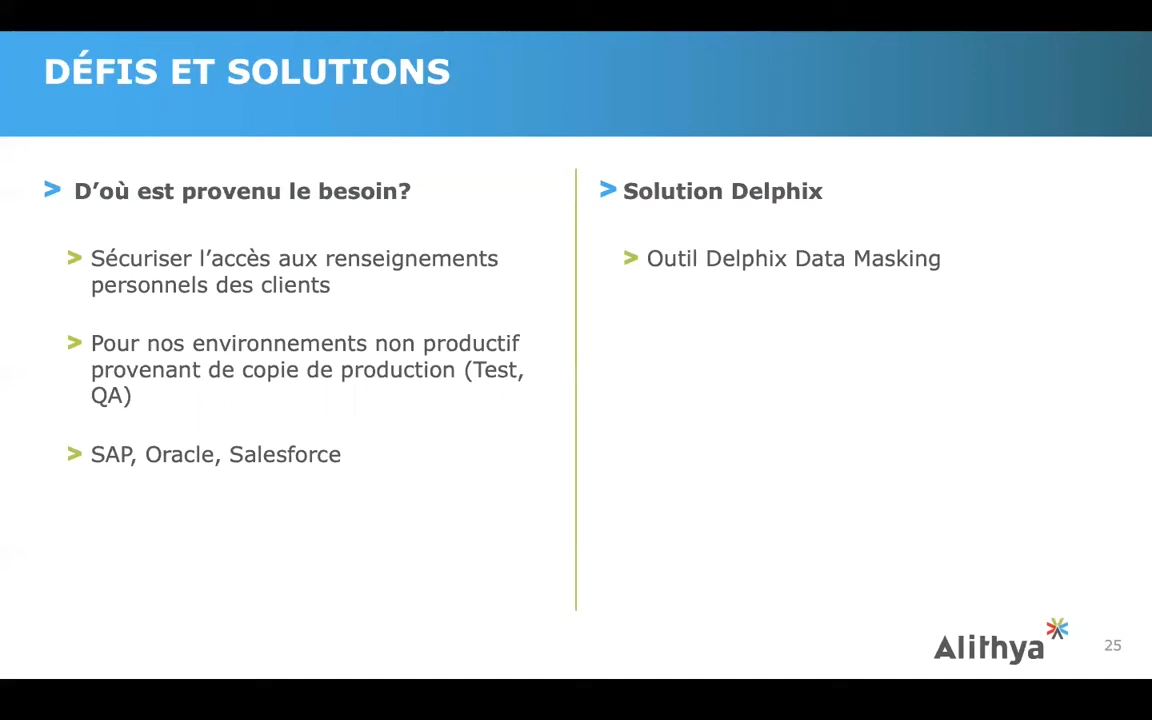 DÉFIS ET SOLUTIONS
> D’où est provenu le besoin?
> Sécuriser l’accès aux renseignements
personnels des clients
> Pour nos environnements non productif
provenant de copie de production (Test,
QA)
> SAP, Oracle, Salesforce
> Solution Delphix
> Outil Delphix Data Masking
Alithya
25